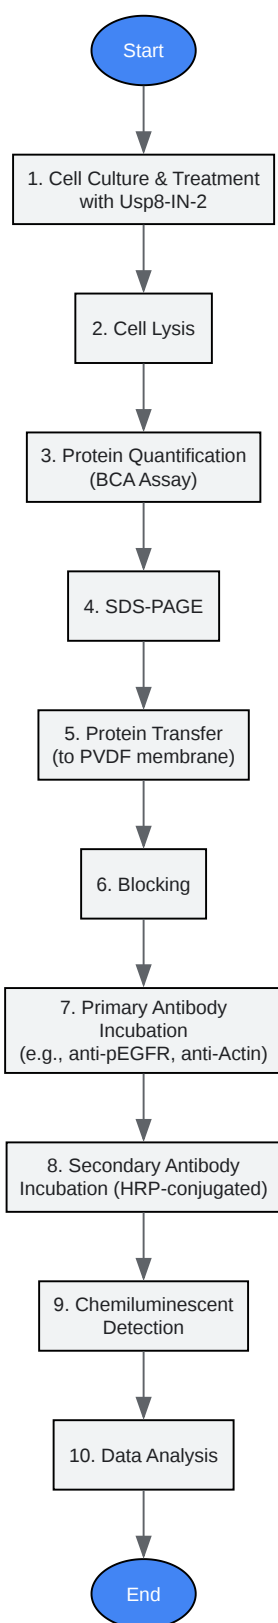 Start
1. Cell Culture & Treatment
with Usp8-IN-2
2. Cell Lysis
3. Protein Quantification
(BCA Assay)
4. SDS-PAGE
5. Protein Transfer
(to PVDF membrane)
6. Blocking
7. Primary Antibody
Incubation
(e.g., anti-pEGFR, anti-Actin)
8. Secondary Antibody
Incubation (HRP-conjugated)
9. Chemiluminescent
Detection
10. Data Analysis
End